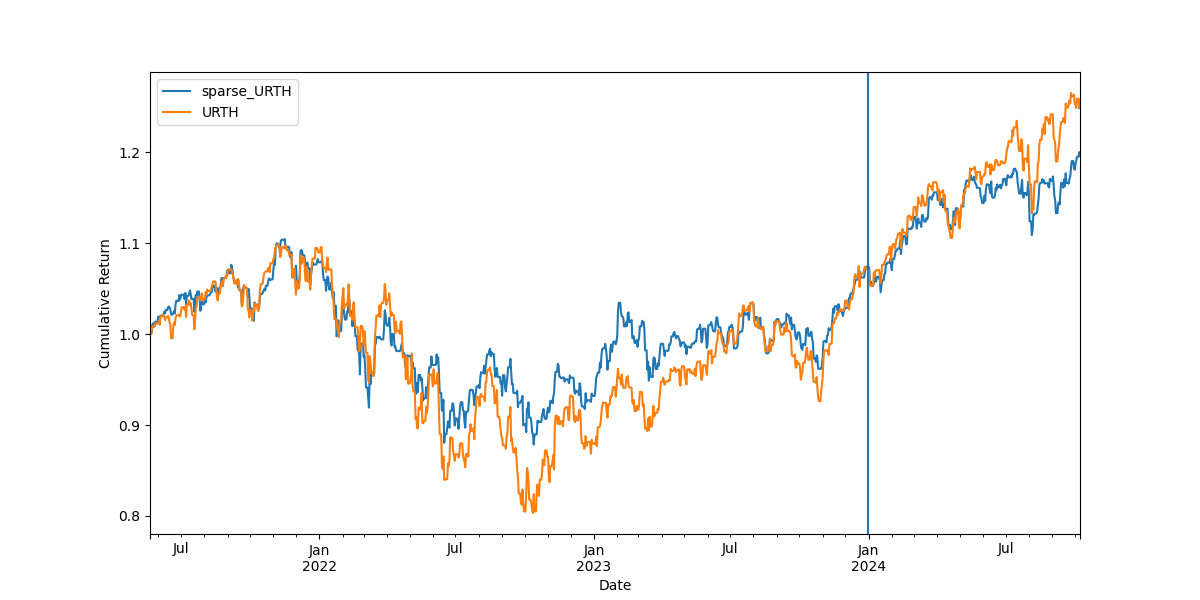 sparse_URTH
URTH
Cumulative Return
1.2
1.1
1.0
0.9
0.8
Jul
Jan
2022
Jul
Jan
2023
Jul
Jan
2024
Jul
Date